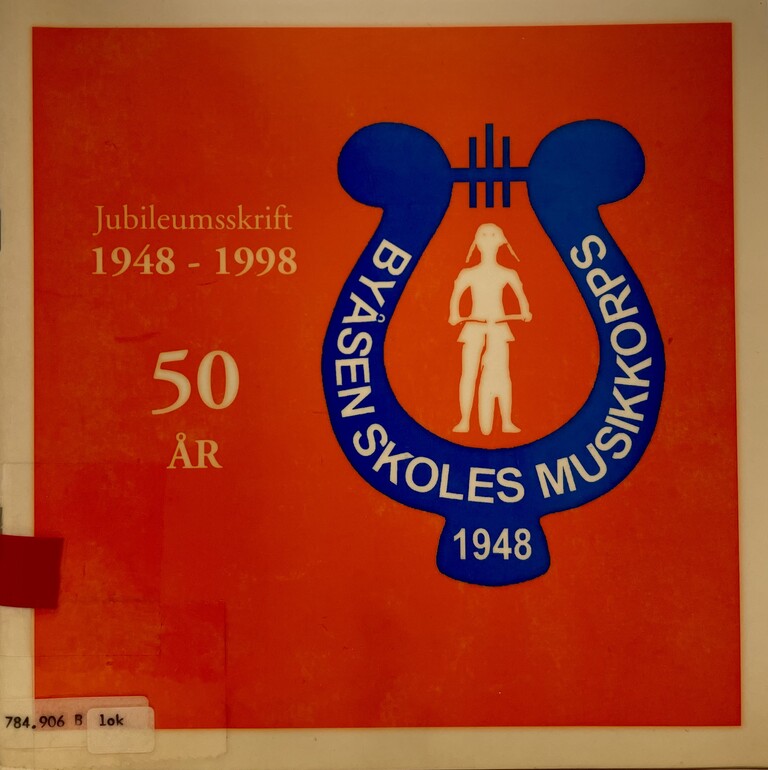 Jubileumsskrift
1948 - 1998
50
ÅR
BYÅSEN SKOLES MUSIKKORPS
1948
784.906 B lok